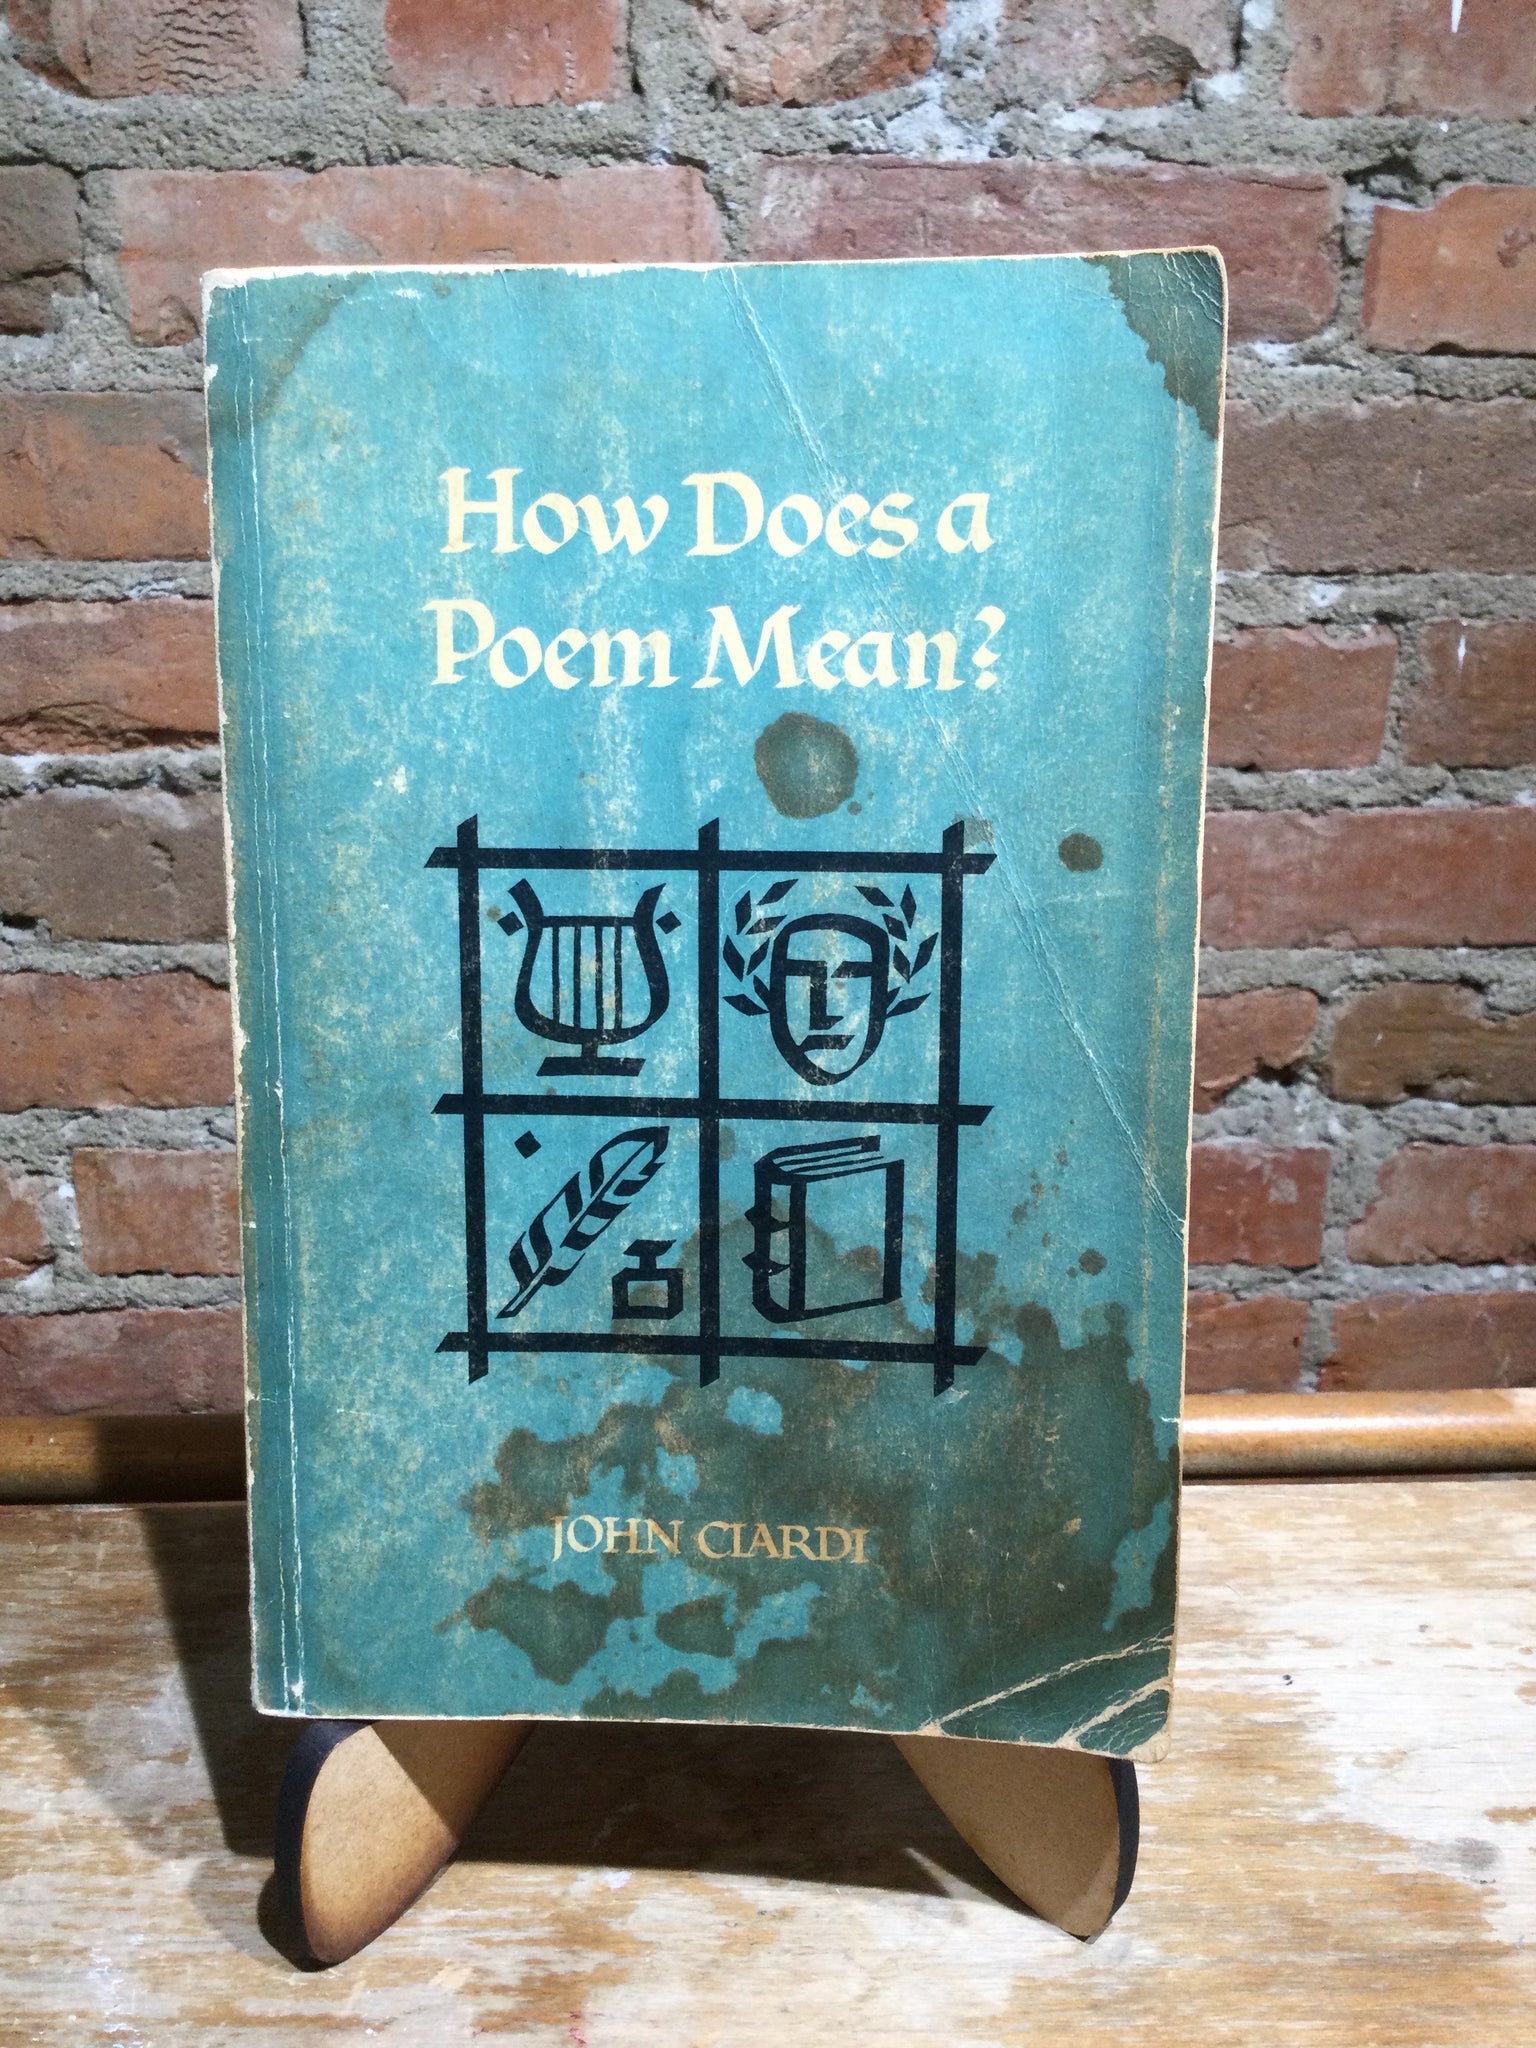 How Does a
Poem Mean?
JOHN CIARDI